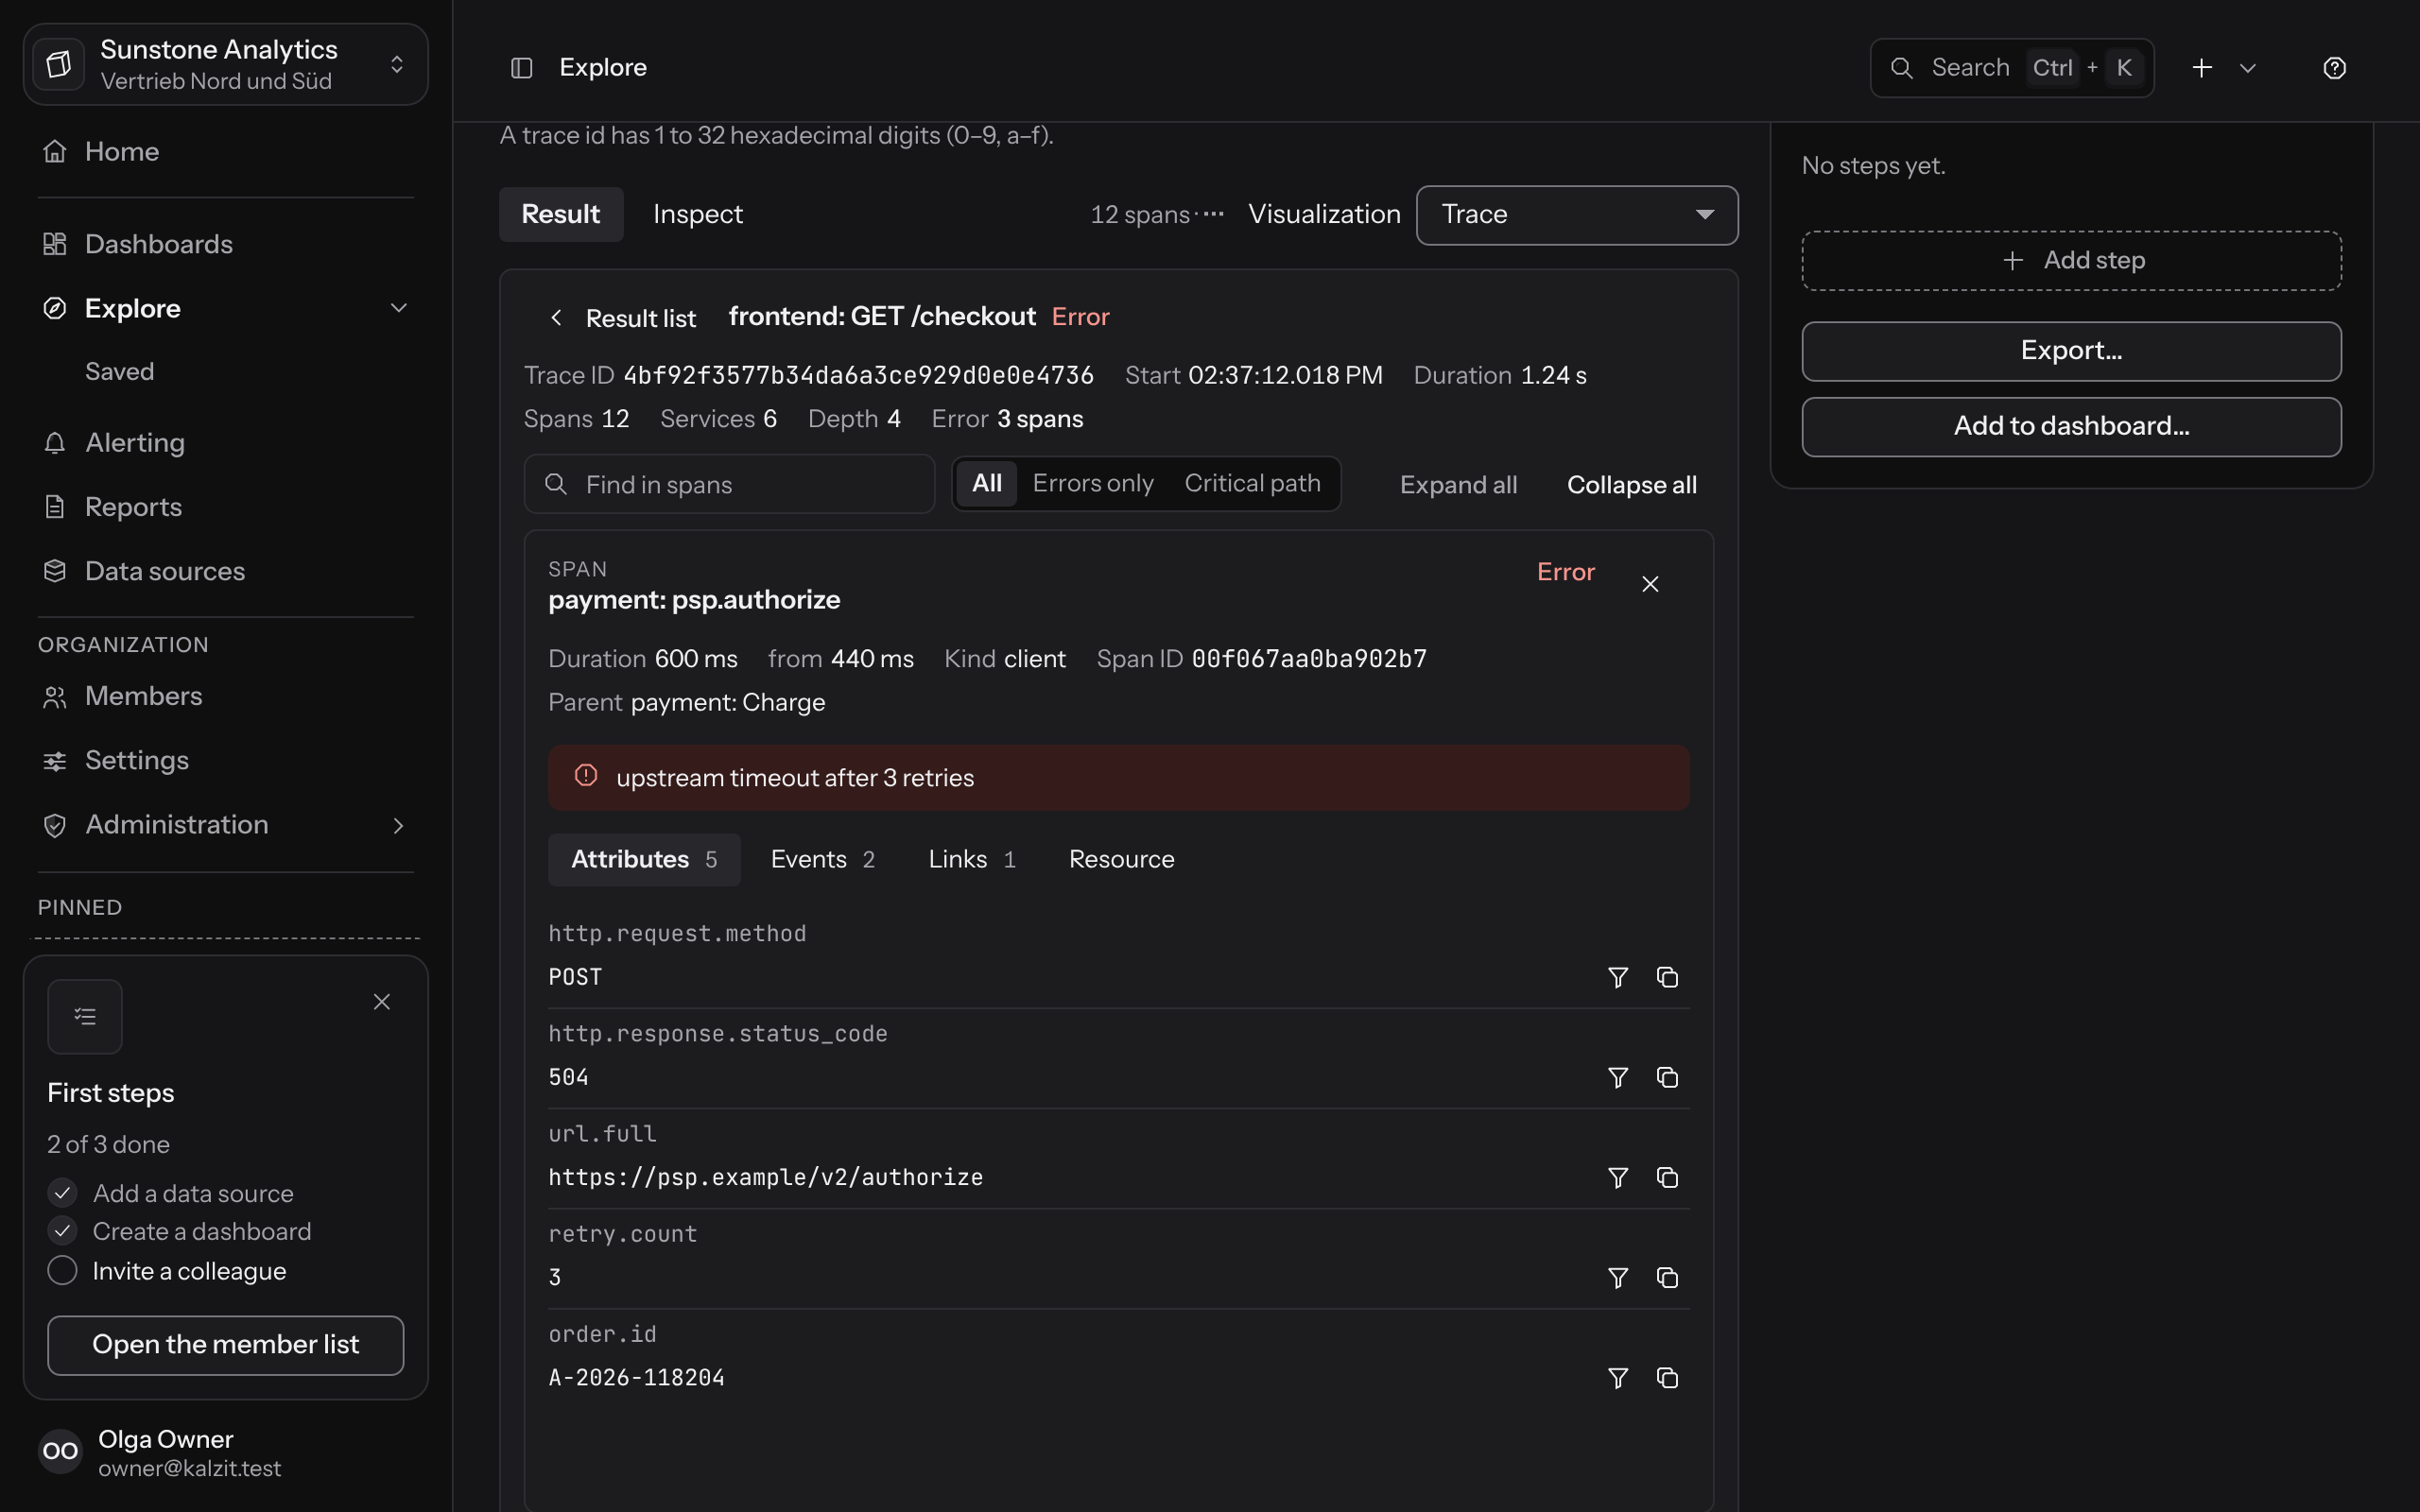 Sunstone Analytics
Vertrieb Nord und Süd
Home
Dashboards
Explore
Saved
Alerting
Reports
Data sources
ORGANIZATION
Members
Settings
Administration
PINNED
First steps
2 of 3 done
Add a data source
Create a dashboard
Invite a colleague
Open the member list
OO
Olga Owner
owner@kalzit.test
Explore
Search Ctrl + K
A trace id has 1 to 32 hexadecimal digits (0–9, a–f).
Result Inspect 12 spans · ··· Visualization Trace
Result list frontend: GET /checkout Error
Trace ID 4bf92f3577b34da6a3ce929d0e0e4736 Start 02:37:12.018 PM Duration 1.24 s
Spans 12 Services 6 Depth 4 Error 3 spans
Find in spans All Errors only Critical path Expand all Collapse all
SPAN
payment: psp.authorize
Error
Duration 600 ms from 440 ms Kind client Span ID 00f067aa0ba902b7
Parent payment: Charge
upstream timeout after 3 retries
Attributes 5 Events 2 Links 1 Resource
http.request.method
POST
http.response.status_code
504
url.full
https://psp.example/v2/authorize
retry.count
3
order.id
A-2026-118204
No steps yet.
Add step
Export...
Add to dashboard...